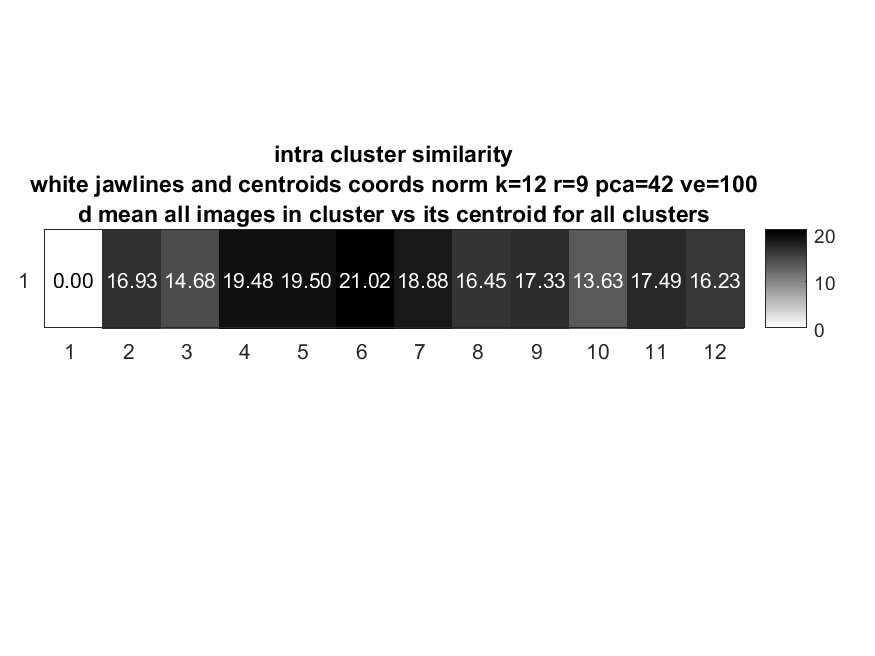 intra cluster similarity
white jawlines and centroids coords norm k=12 r=9 pca=42 ve=100
d mean all images in cluster vs its centroid for all clusters
1 0.00 16.93 14.68 19.48 19.50 21.02 18.88 16.45 17.33 13.63 17.49 16.23
1 2 3 4 5 6 7 8 9 10 11 12
20
10
0